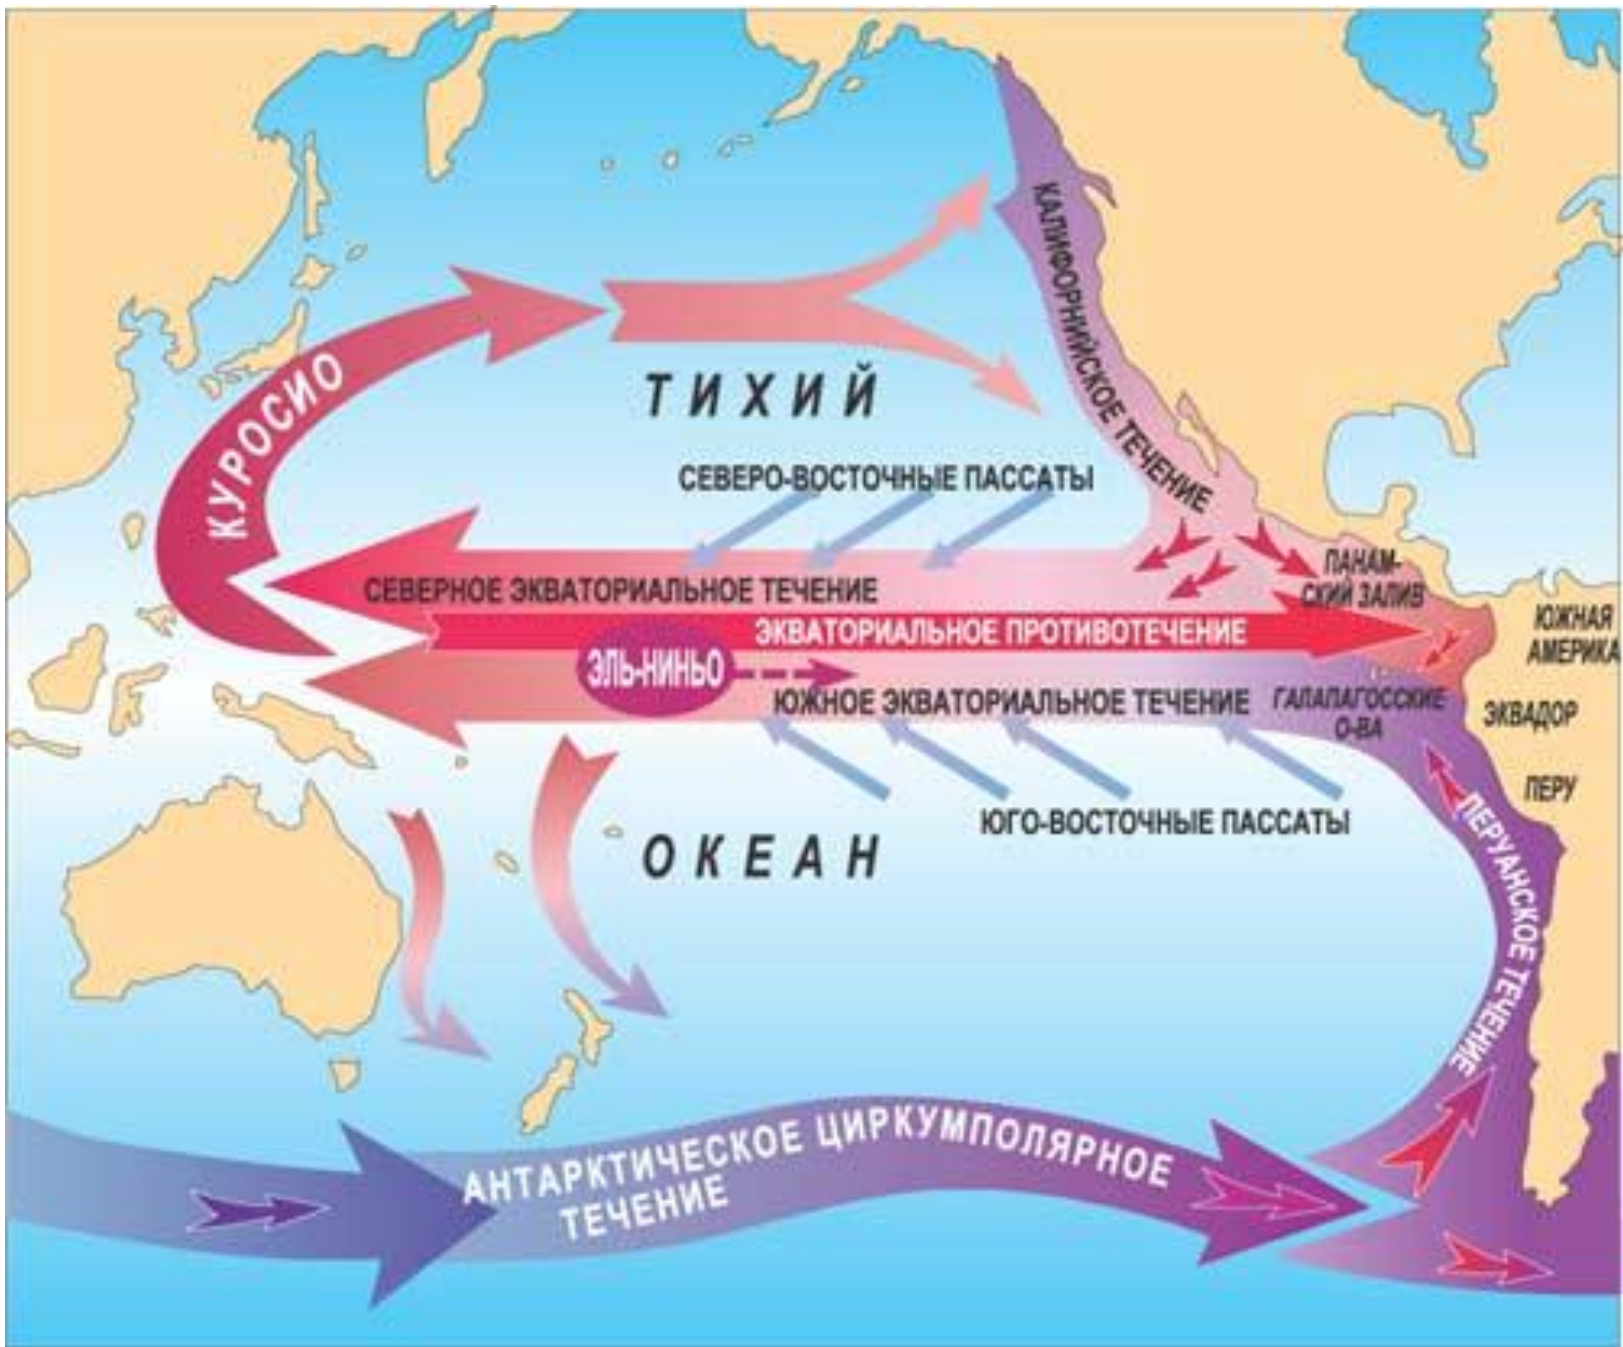 КАЛИФОРНИЙСКОЕ ТЕЧЕНИЕ
КУРОСИО
ТИХИЙ
СЕВЕРО-ВОСТОЧНЫЕ ПАССАТЫ
СЕВЕРНОЕ ЭКВАТОРИАЛЬНОЕ ТЕЧЕНИЕ
ПАНАМ-
СКИЙ ЗАЛИВ
ЮЖНАЯ
АМЕРИКА
ЭКВАТОРИАЛЬНОЕ ПРОТИВОТЕЧЕНИЕ
ЭЛЬ-НИНЬО
ЮЖНОЕ ЭКВАТОРИАЛЬНОЕ ТЕЧЕНИЕ
ГАЛАПАГОССКИЕ
О-ВА
ЭКВАДОР
ПЕРУ
ЮГО-ВОСТОЧНЫЕ ПАССАТЫ
ОКЕАН
ПЕРУАНСКОЕ ТЕЧЕНИЕ
АНТАРКТИЧЕСКОЕ ЦИРКУМПОЛЯРНОЕ
ТЕЧЕНИЕ